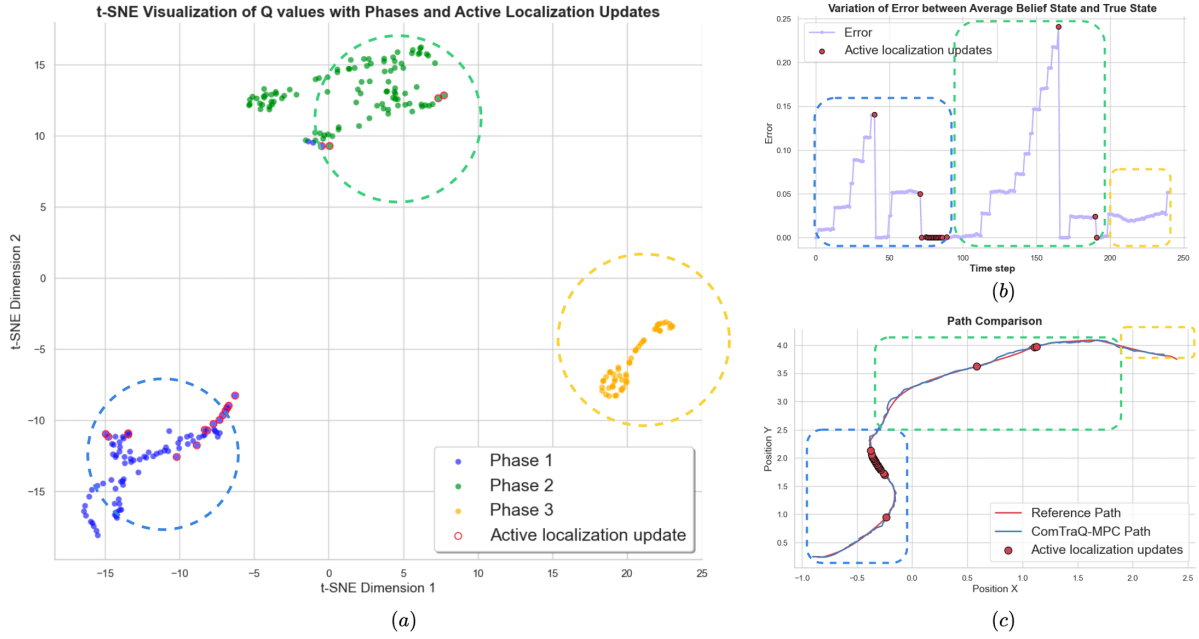 t-SNE Visualization of Q values with Phases and Active Localization Updates
t-SNE Dimension 2
15
10
5
0
−5
−10
−15
−15
−10
−5
0
5
10
15
20
25
t-SNE Dimension 1
Phase 1
Phase 2
Phase 3
Active localization update
(a)
Variation of Error between Average Belief State and True State
Error
0.25
0.20
0.15
0.10
0.05
0.00
Error
Active localization updates
0
50
100
150
200
250
Time step
(b)
Path Comparison
Position Y
4.0
3.5
3.0
2.5
2.0
1.5
1.0
0.5
Reference Path
ComTraQ-MPC Path
Active localization updates
−1.0
−0.5
0.0
0.5
1.0
1.5
2.0
2.5
Position X
(c)